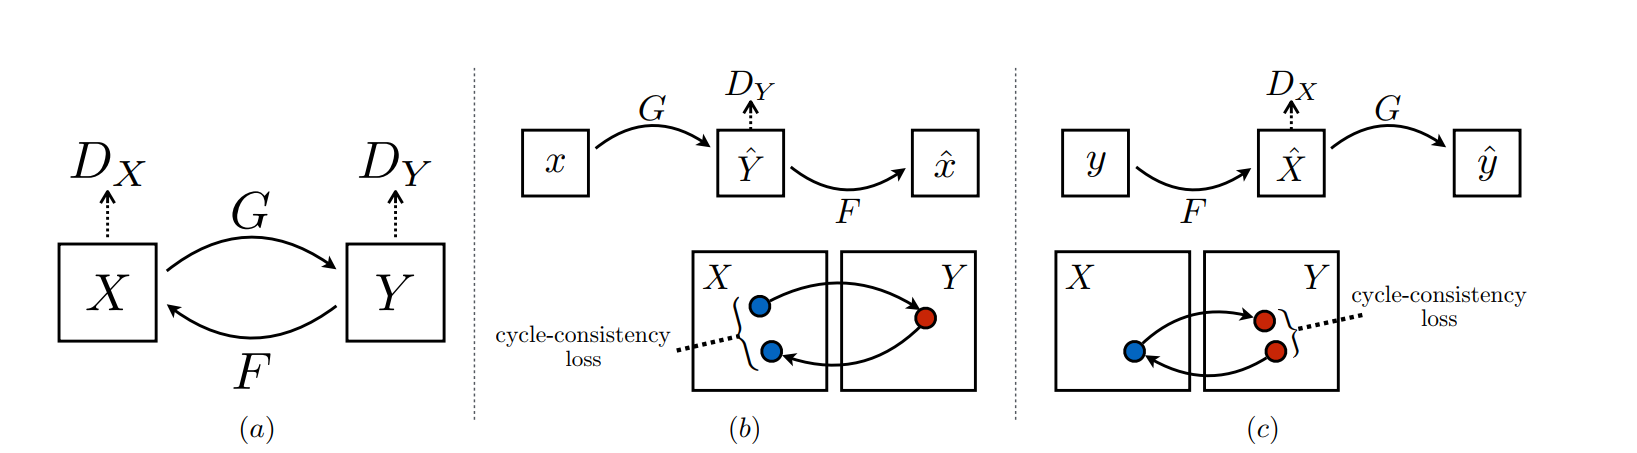 D_X
D_Y
G
X
Y
F
(a)
D_Y
G
x
Ŷ
x̂
F
X
Y
cycle-consistency
loss
(b)
D_X
G
y
X̂
ŷ
F
X
Y
cycle-consistency
loss
(c)